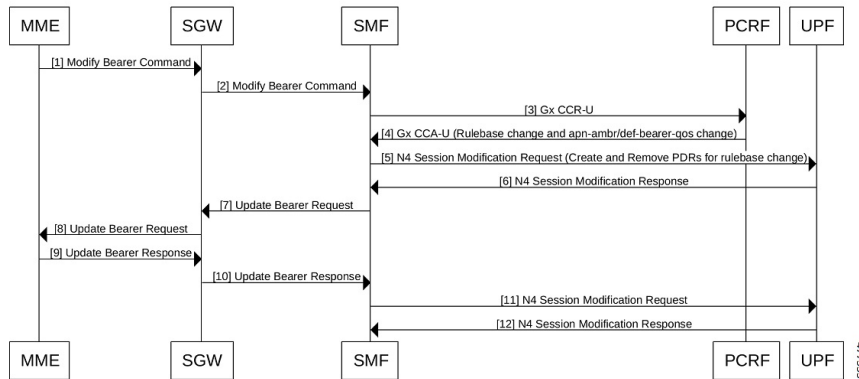 MME SGW SMF PCRF UPF
[1] Modify Bearer Command
[2] Modify Bearer Command
[3] Gx CCR-U
[4] Gx CCA-U (Rulebase change and apn-ambr/def-bearer-qos change)
[5] N4 Session Modification Request (Create and Remove PDRs for rulebase change)
[6] N4 Session Modification Response
[7] Update Bearer Request
[8] Update Bearer Request
[9] Update Bearer Response
[10] Update Bearer Response
[11] N4 Session Modification Request
[12] N4 Session Modification Response
MME SGW SMF PCRF UPF